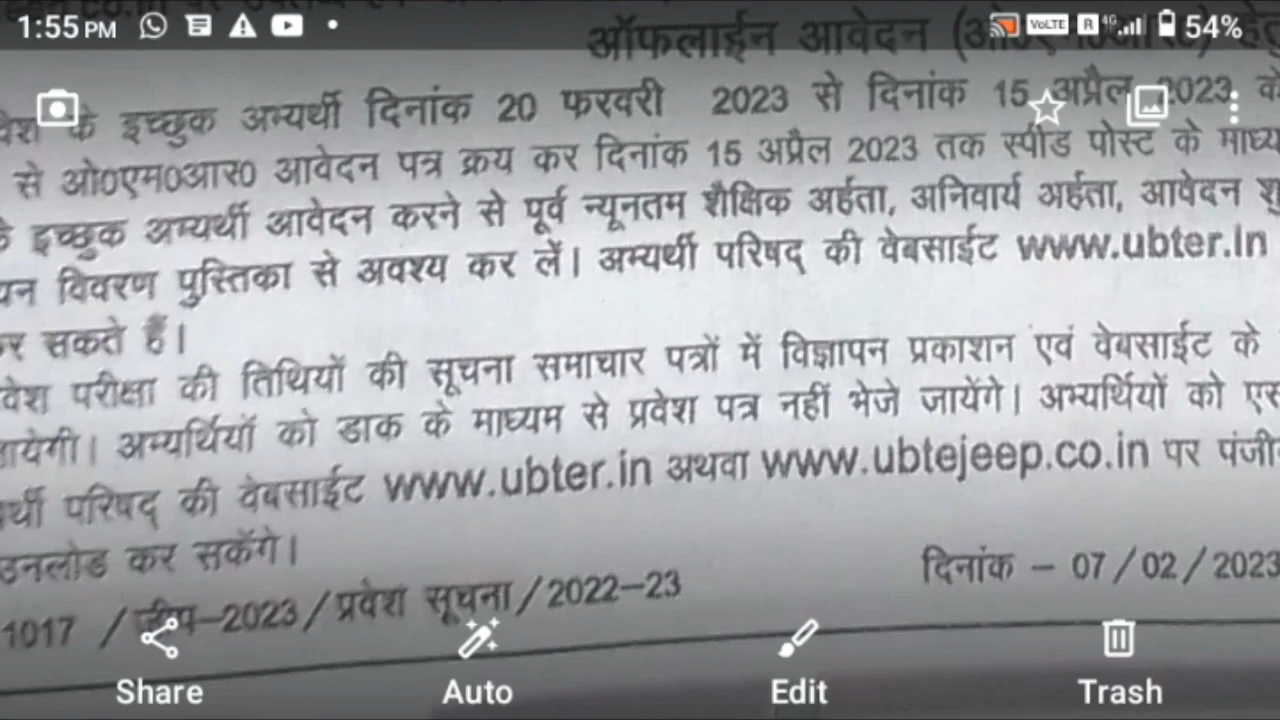 1:55 PM VoLTE R 4G 54%
ऑफलाईन आवेदन
के इच्छुक अभ्यर्थी दिनांक 20 फरवरी 2023 से दिनांक 15 अप्रैल 2023
से ओ0एम0आर0 आवेदन पत्र क्रय कर दिनांक 15 अप्रैल 2023 तक स्पीड पोस्ट के
इच्छुक अभ्यर्थी आवेदन करने से पूर्व न्यूनतम शैक्षिक अर्हता, अनिवार्य अर्हता, आवेदन
विवरण पुस्तिका से अवश्य कर लें। अभ्यर्थी परिषद् की वेबसाईट www.ubter.in
सकते हैं।
परीक्षा की तिथियों की सूचना समाचार पत्रों में विज्ञापन प्रकाशन एवं वेबसाईट के
अभ्यर्थियों को डाक के माध्यम से प्रवेश पत्र नहीं भेजे जायेंगे। अभ्यर्थियों को
परिषद् की वेबसाईट www.ubter.in अथवा www.ubtejeep.co.in पर
कर सकेंगे।
दिनांक – 07/02/2023
1017 /जीप–2023/प्रवेश सूचना/2022–23
Share Auto Edit Trash